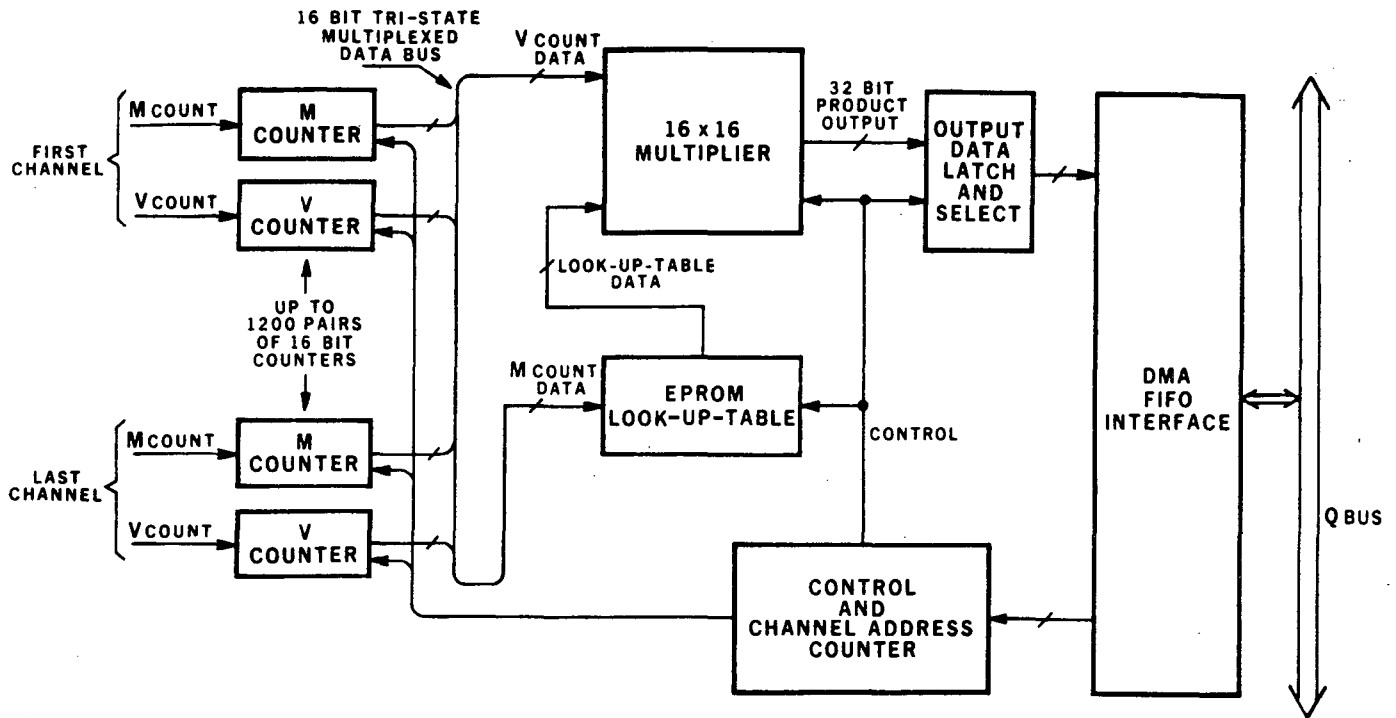 16 BIT TRI-STATE
MULTIPLEXED
DATA BUS
V COUNT
DATA
M COUNT
M
COUNTER
FIRST
CHANNEL
V COUNT
V
COUNTER
16 x 16
MULTIPLIER
32 BIT
PRODUCT
OUTPUT
OUTPUT
DATA
LATCH
AND
SELECT
LOOK-UP-TABLE
DATA
UP TO
1200 PAIRS
OF 16 BIT
COUNTERS
M COUNT
DATA
EPROM
LOOK-UP-TABLE
CONTROL
DMA
FIFO
INTERFACE
Q BUS
M COUNT
M
COUNTER
LAST
CHANNEL
V COUNT
V
COUNTER
CONTROL
AND
CHANNEL ADDRESS
COUNTER